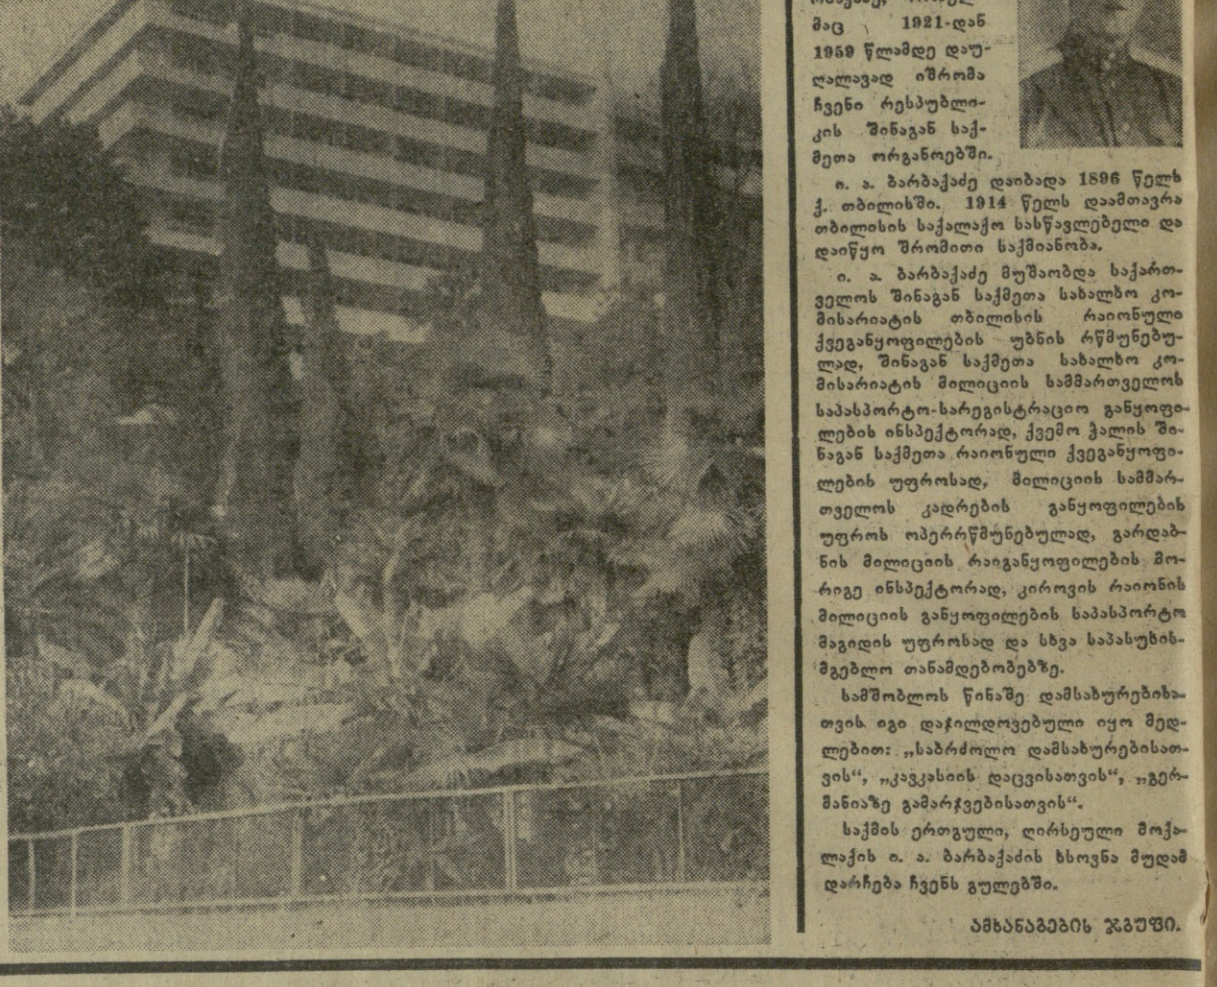 მაც 1921-დან
1959 წლამდე დაუ-
ღალავად იშრომა
ჩვენი რესპუბლი-
კის შინაგან საქ-
მეთა ორგანოებში.
ი. ა. ბარბაქაძე დაიბადა 1896 წელს
ქ. თბილისში. 1914 წელს დაამთავრა
თბილისის საქალაქო სასწავლებელი და
დაიწყო შრომითი საქმიანობა.
ი. ა. ბარბაქაძე მუშაობდა საქართ-
ველოს შინაგან საქმეთა სახალხო კო-
მისარიატის თბილისის რაიონული
ქვეგანყოფილების უბნის რწმუნებუ-
ლად, შინაგან საქმეთა სახალხო კო-
მისარიატის მილიციის სამმართველოს
საპასპორტო-სარეგისტრაციო განყოფი-
ლების ინსპექტორად, ქვემო ჭალის ში-
ნაგან საქმეთა რაიონული ქვეგანყოფი-
ლების უფროსად, მილიციის სამმარ-
თველოს კადრების განყოფილების
უფროს ოპერრწმუნებულად, გარდაბ-
ნის მილიციის რაიგანყოფილების მო-
რიგე ინსპექტორად, კიროვის რაიონის
მილიციის განყოფილების საპასპორტო
მაგიდის უფროსად და სხვა საპასუხის-
მგებლო თანამდებობებზე.
სამშობლოს წინაშე დამსახურებისა-
თვის იგი დაჯილდოვებული იყო მედ-
ლებით: „საბრძოლო დამსახურებისათ-
ვის“, „კავკასიის დაცვისათვის“, „გერ-
მანიაზე გამარჯვებისათვის“.
საქმის ერთგული, ღირსეული მოქა-
ლაქის ი. ა. ბარბაქაძის ხსოვნა მუდამ
დარჩება ჩვენს გულებში.
ამხანაგების ჯგუფი.